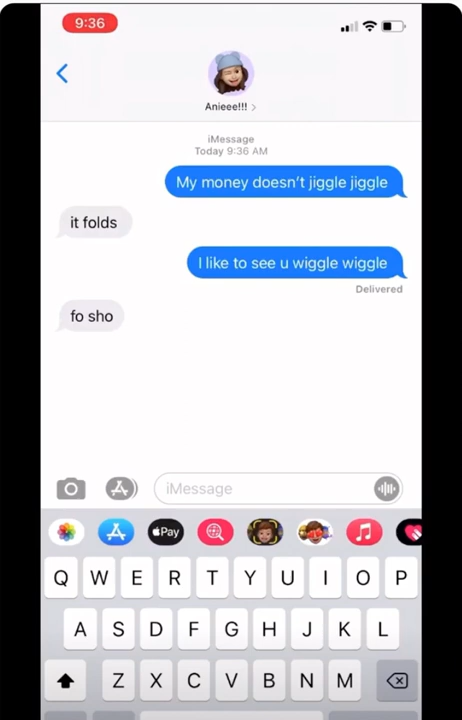 9:36
Anieee!!! >
iMessage
Today 9:36 AM
My money doesn't jiggle jiggle
it folds
I like to see u wiggle wiggle
Delivered
fo sho
iMessage
Pay
Q W E R T Y U I O P
A S D F G H J K L
Z X C V B N M